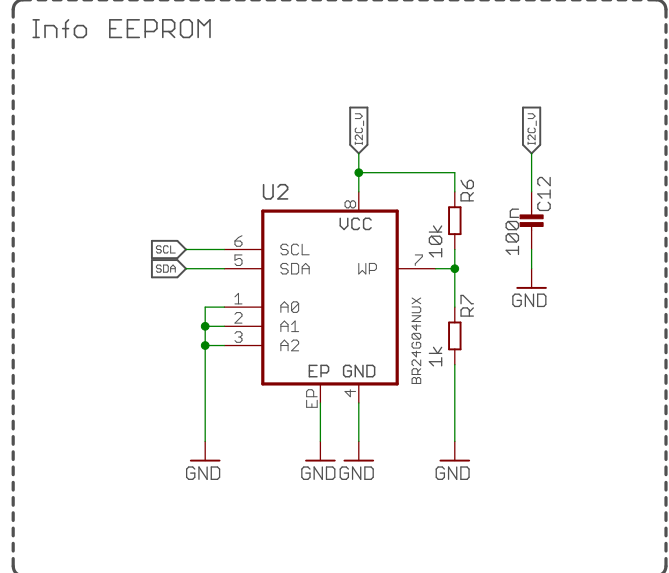 Info EEPROM
I2C_V
I2C_V
U2
8
VCC
R6
10k
C12
100n
SCL
6
SCL
SDA
5
SDA
WP
7
GND
1
A0
2
A1
3
A2
BR24G04NUX
R7
1k
EP
GND
EP
4
GND
GND
GND
GND